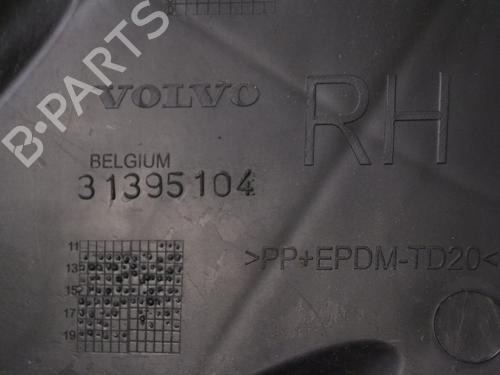 B-PARTS
VOLVO
RH
BELGIUM
31395104
>PP+EPDM-TD20<
11
13
15
17
19